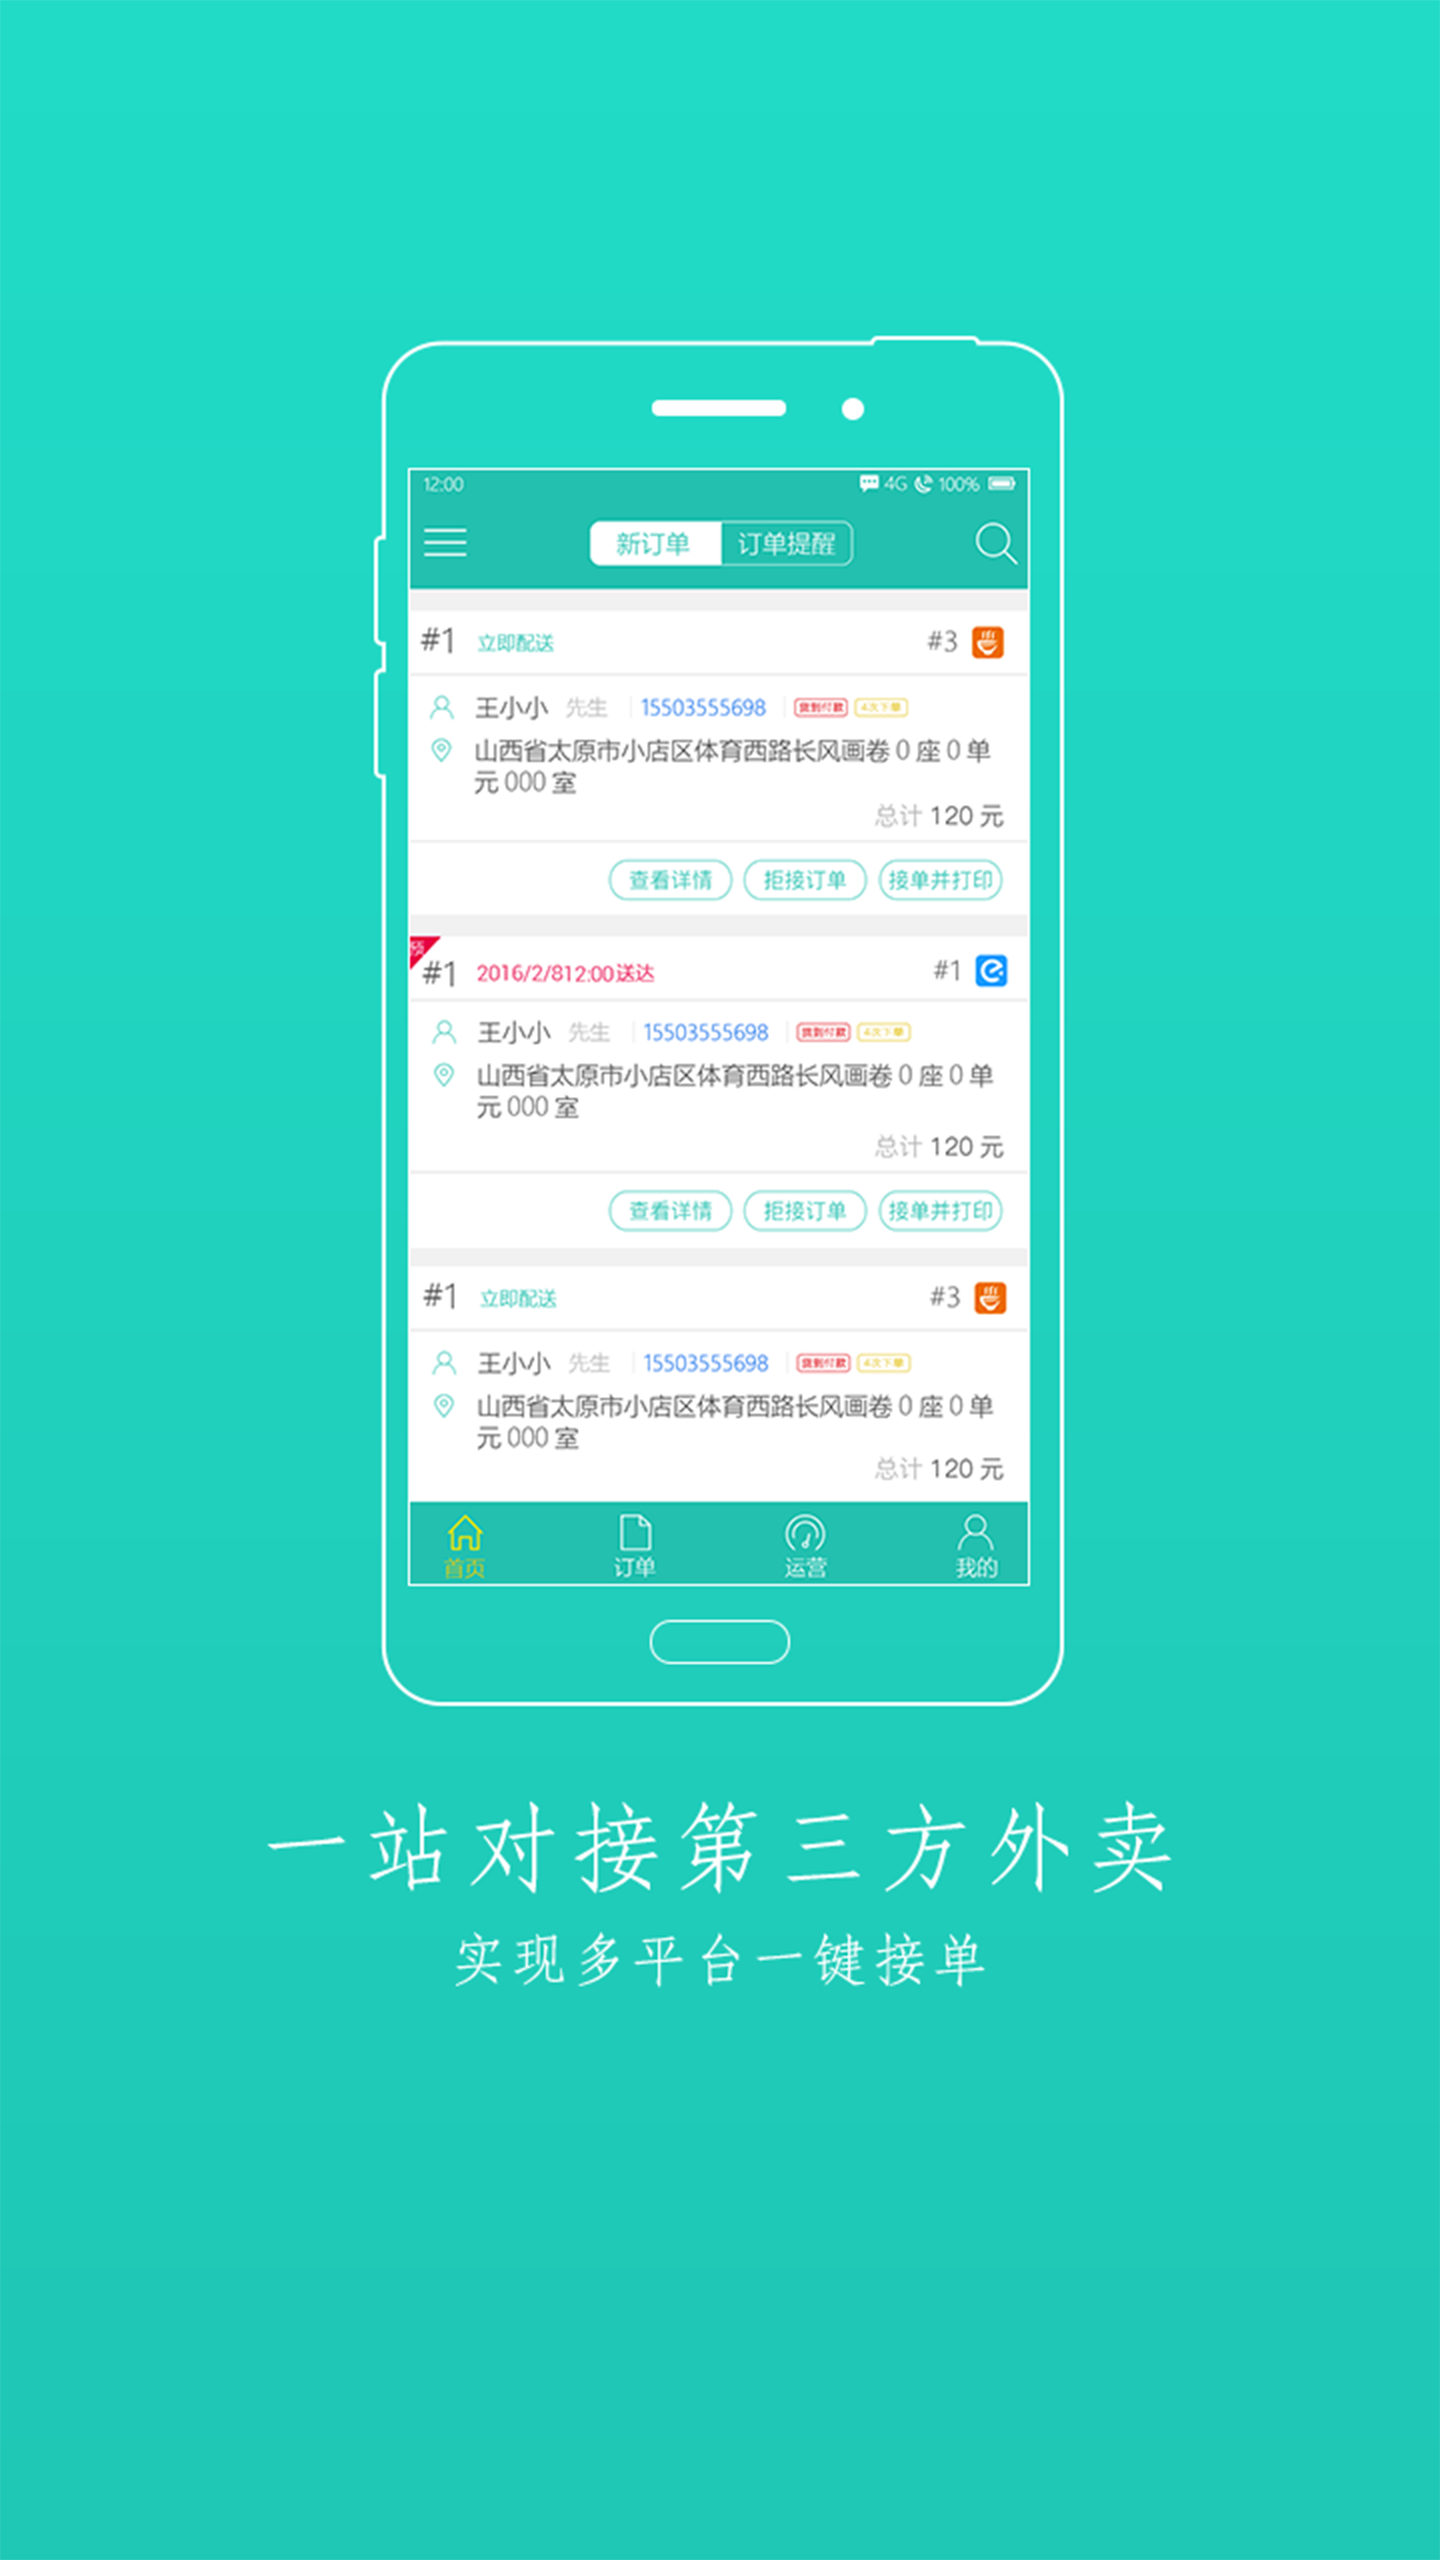 12:00 4G 100%
新订单 订单提醒
#1 立即配送 #3
王小小 先生 15503555698 货到付款 4次下单
山西省太原市小店区体育西路长风画卷0座0单
元000室
总计 120 元
查看详情 拒接订单 接单并打印
预
#1 2016/2/812:00送达 #1
王小小 先生 15503555698 货到付款 4次下单
山西省太原市小店区体育西路长风画卷0座0单
元000室
总计 120 元
查看详情 拒接订单 接单并打印
#1 立即配送 #3
王小小 先生 15503555698 货到付款 4次下单
山西省太原市小店区体育西路长风画卷0座0单
元000室
总计 120 元
首页 订单 运营 我的
一站对接第三方外卖
实现多平台一键接单